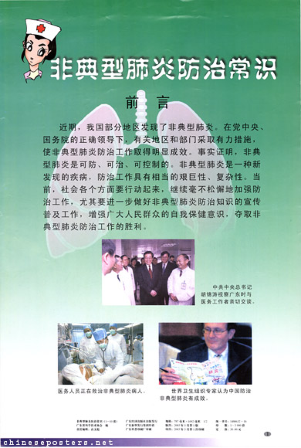 非典型肺炎防治常识
前言
近期，我国部分地区发现了非典型肺炎。在党中央、
国务院的正确领导下，有关地区和部门采取有力措施，
使非典型肺炎防治工作取得明显成效。事实证明，非典
型肺炎是可防、可治、可控制的。非典型肺炎是一种新
发现的疾病，防治工作具有相当的艰巨性、复杂性。当
前，社会各个方面要行动起来，继续毫不松懈地加强防
治工作，尤其要进一步做好非典型肺炎防治知识的宣传
普及工作，增强广大人民群众的自我保健意识，夺取非
典型肺炎防治工作的胜利。
中共中央总书记
胡锦涛视察广东时与
医务工作者亲切交谈。
医务人员正在救治非典型肺炎病人。
世界卫生组织专家认为中国防治
非典型肺炎有成效。
chineseposters.net